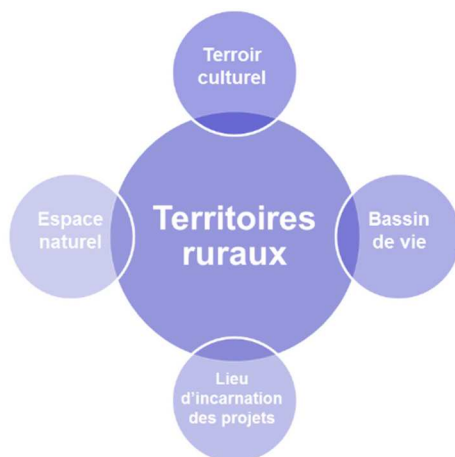 Terroir
culturel
Espace
naturel
Territoires
ruraux
Bassin
de vie
Lieu
d'incarnation
des projets